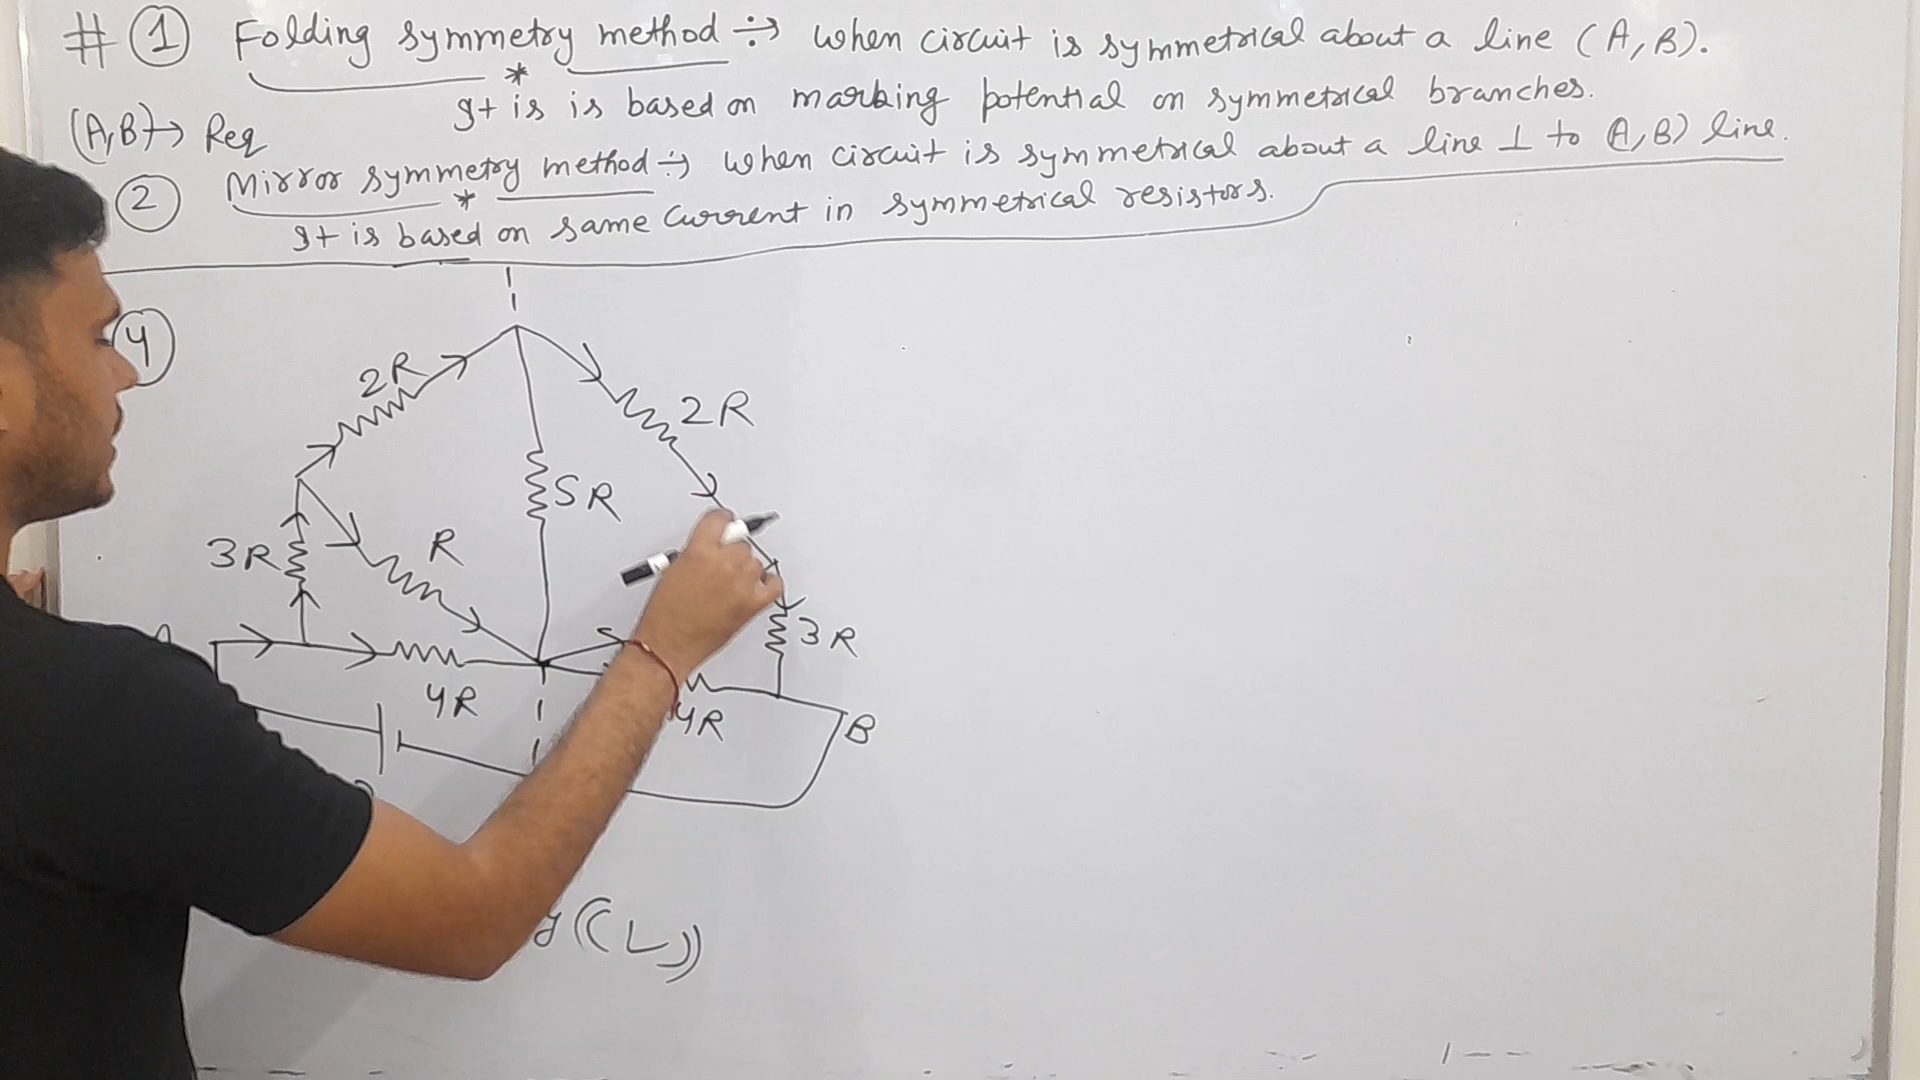 # ① Folding symmetry method ÷→ when circuit is symmetrical about a line (A, B).
* gt is is based on marking potential on symmetrical branches.
(A,B)→ Req
② Mirror symmetry method ÷→ when circuit is symmetrical about a line ⊥ to (A,B) line.
* gt is based on same current in symmetrical resistors.
④
2R
2R
5R
R
3R
3R
4R
4R
B
((L))